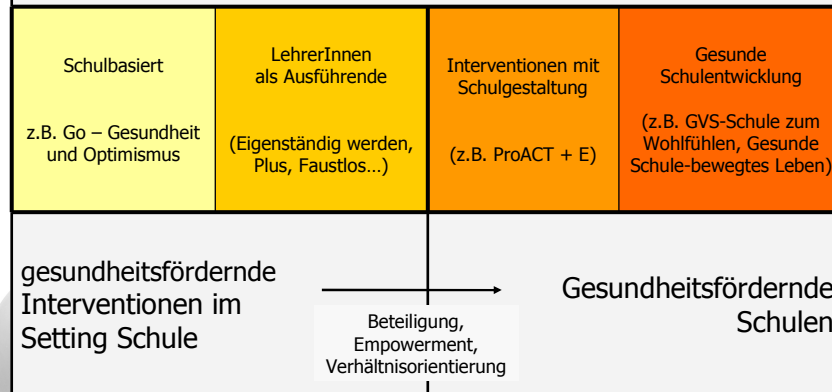 Schulbasiert
z.B. Go – Gesundheit
und Optimismus
LehrerInnen
als Ausführende
(Eigenständig werden,
Plus, Faustlos...)
Interventionen mit
Schulgestaltung
(z.B. ProACT + E)
Gesunde
Schulentwicklung
(z.B. GVS-Schule zum
Wohlfühlen, Gesunde
Schule-bewegtes Leben)
gesundheitsfördernde
Interventionen im
Setting Schule
Beteiligung,
Empowerment,
Verhältnisorientierung
Gesundheitsfördernde
Schulen